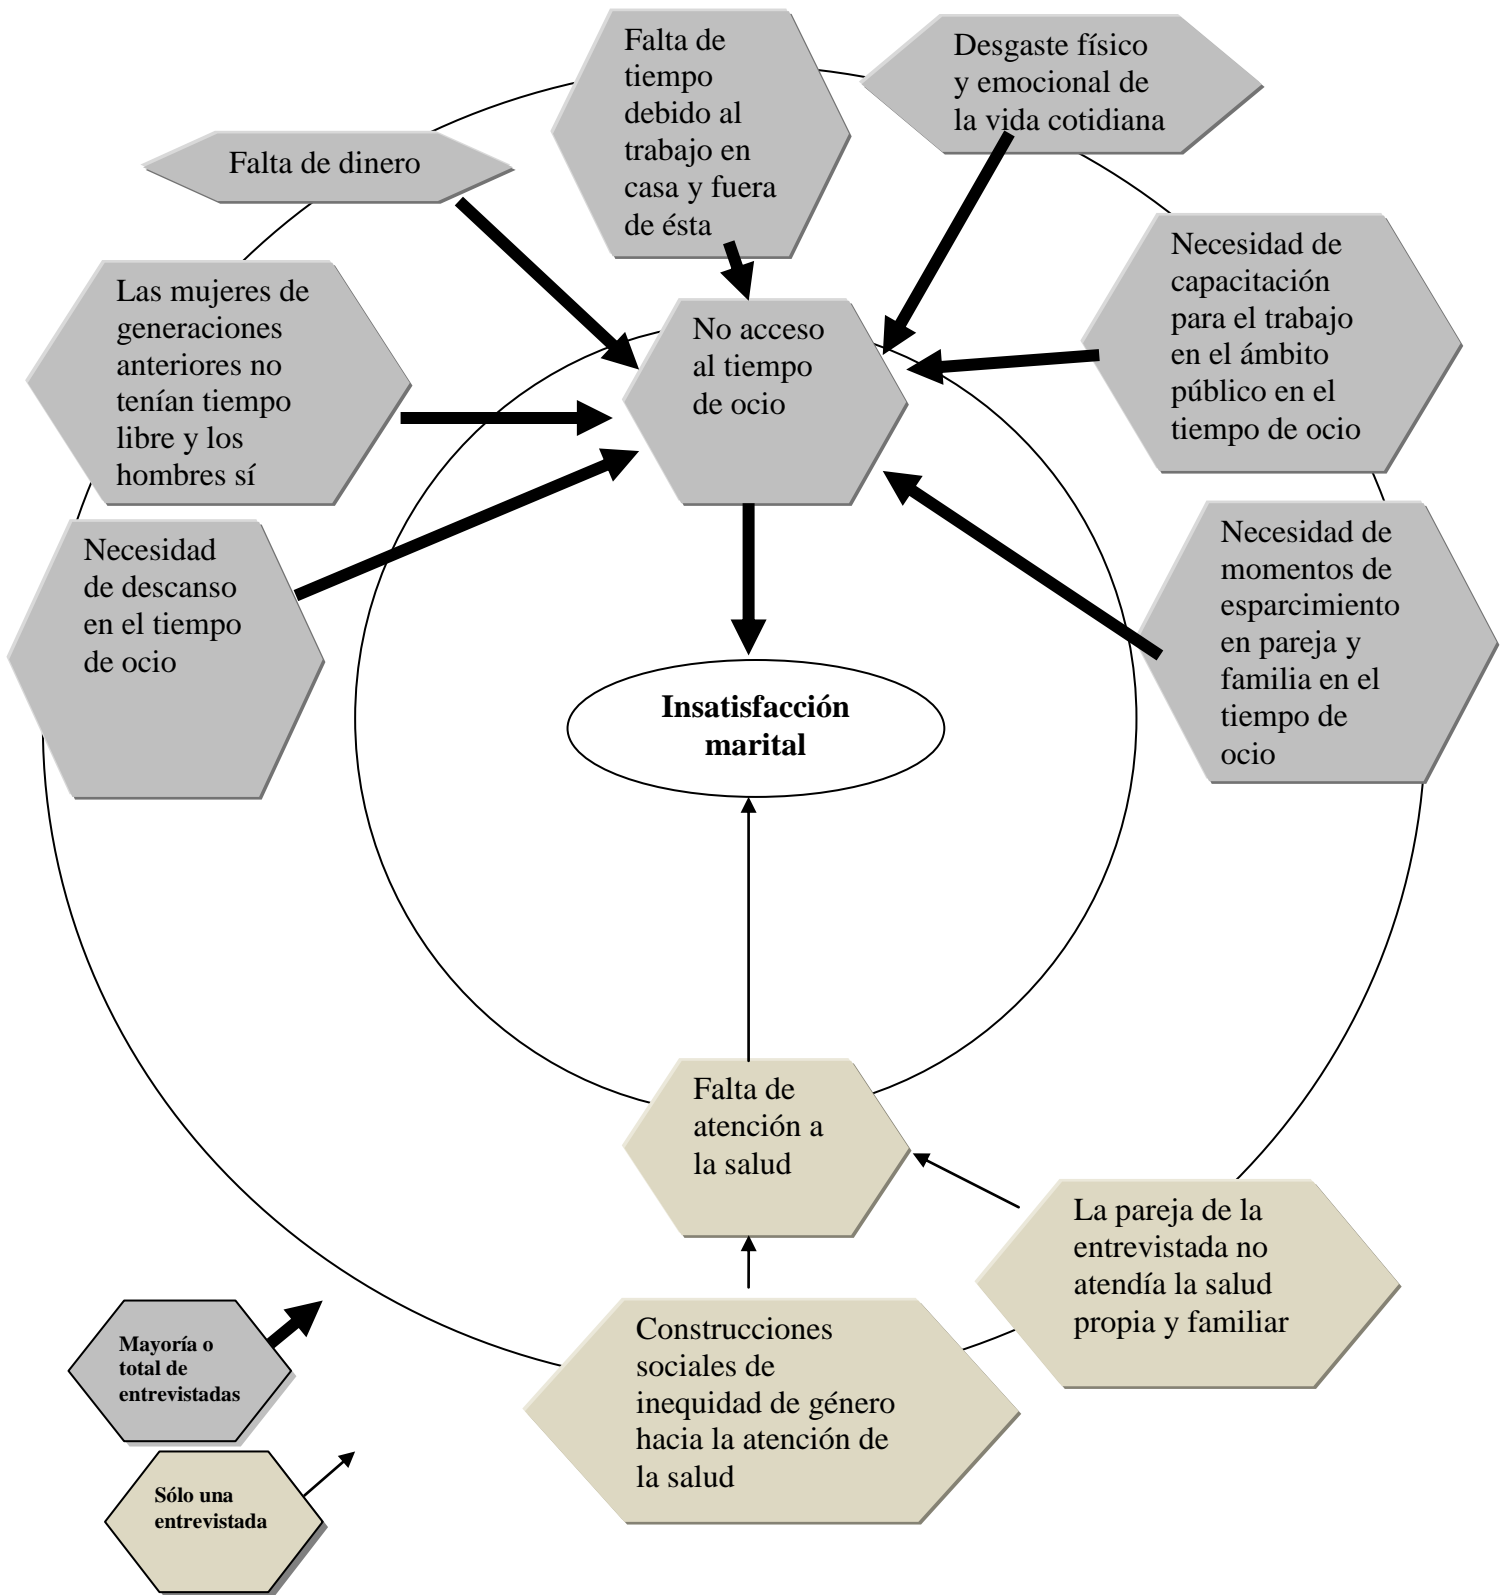 Falta de
tiempo
debido al
trabajo en
casa y fuera
de ésta
Desgaste físico
y emocional de
la vida cotidiana
Falta de dinero
Necesidad de
capacitación
para el trabajo
en el ámbito
público en el
tiempo de ocio
Las mujeres de
generaciones
anteriores no
tenían tiempo
libre y los
hombres sí
No acceso
al tiempo
de ocio
Necesidad
de descanso
en el tiempo
de ocio
Necesidad de
momentos de
esparcimiento
en pareja y
familia en el
tiempo de
ocio
Insatisfacción
marital
Falta de
atención a
la salud
La pareja de la
entrevistada no
atendía la salud
propia y familiar
Construcciones
sociales de
inequidad de género
hacia la atención de
la salud
Mayoría o
total de
entrevistadas
Sólo una
entrevistada